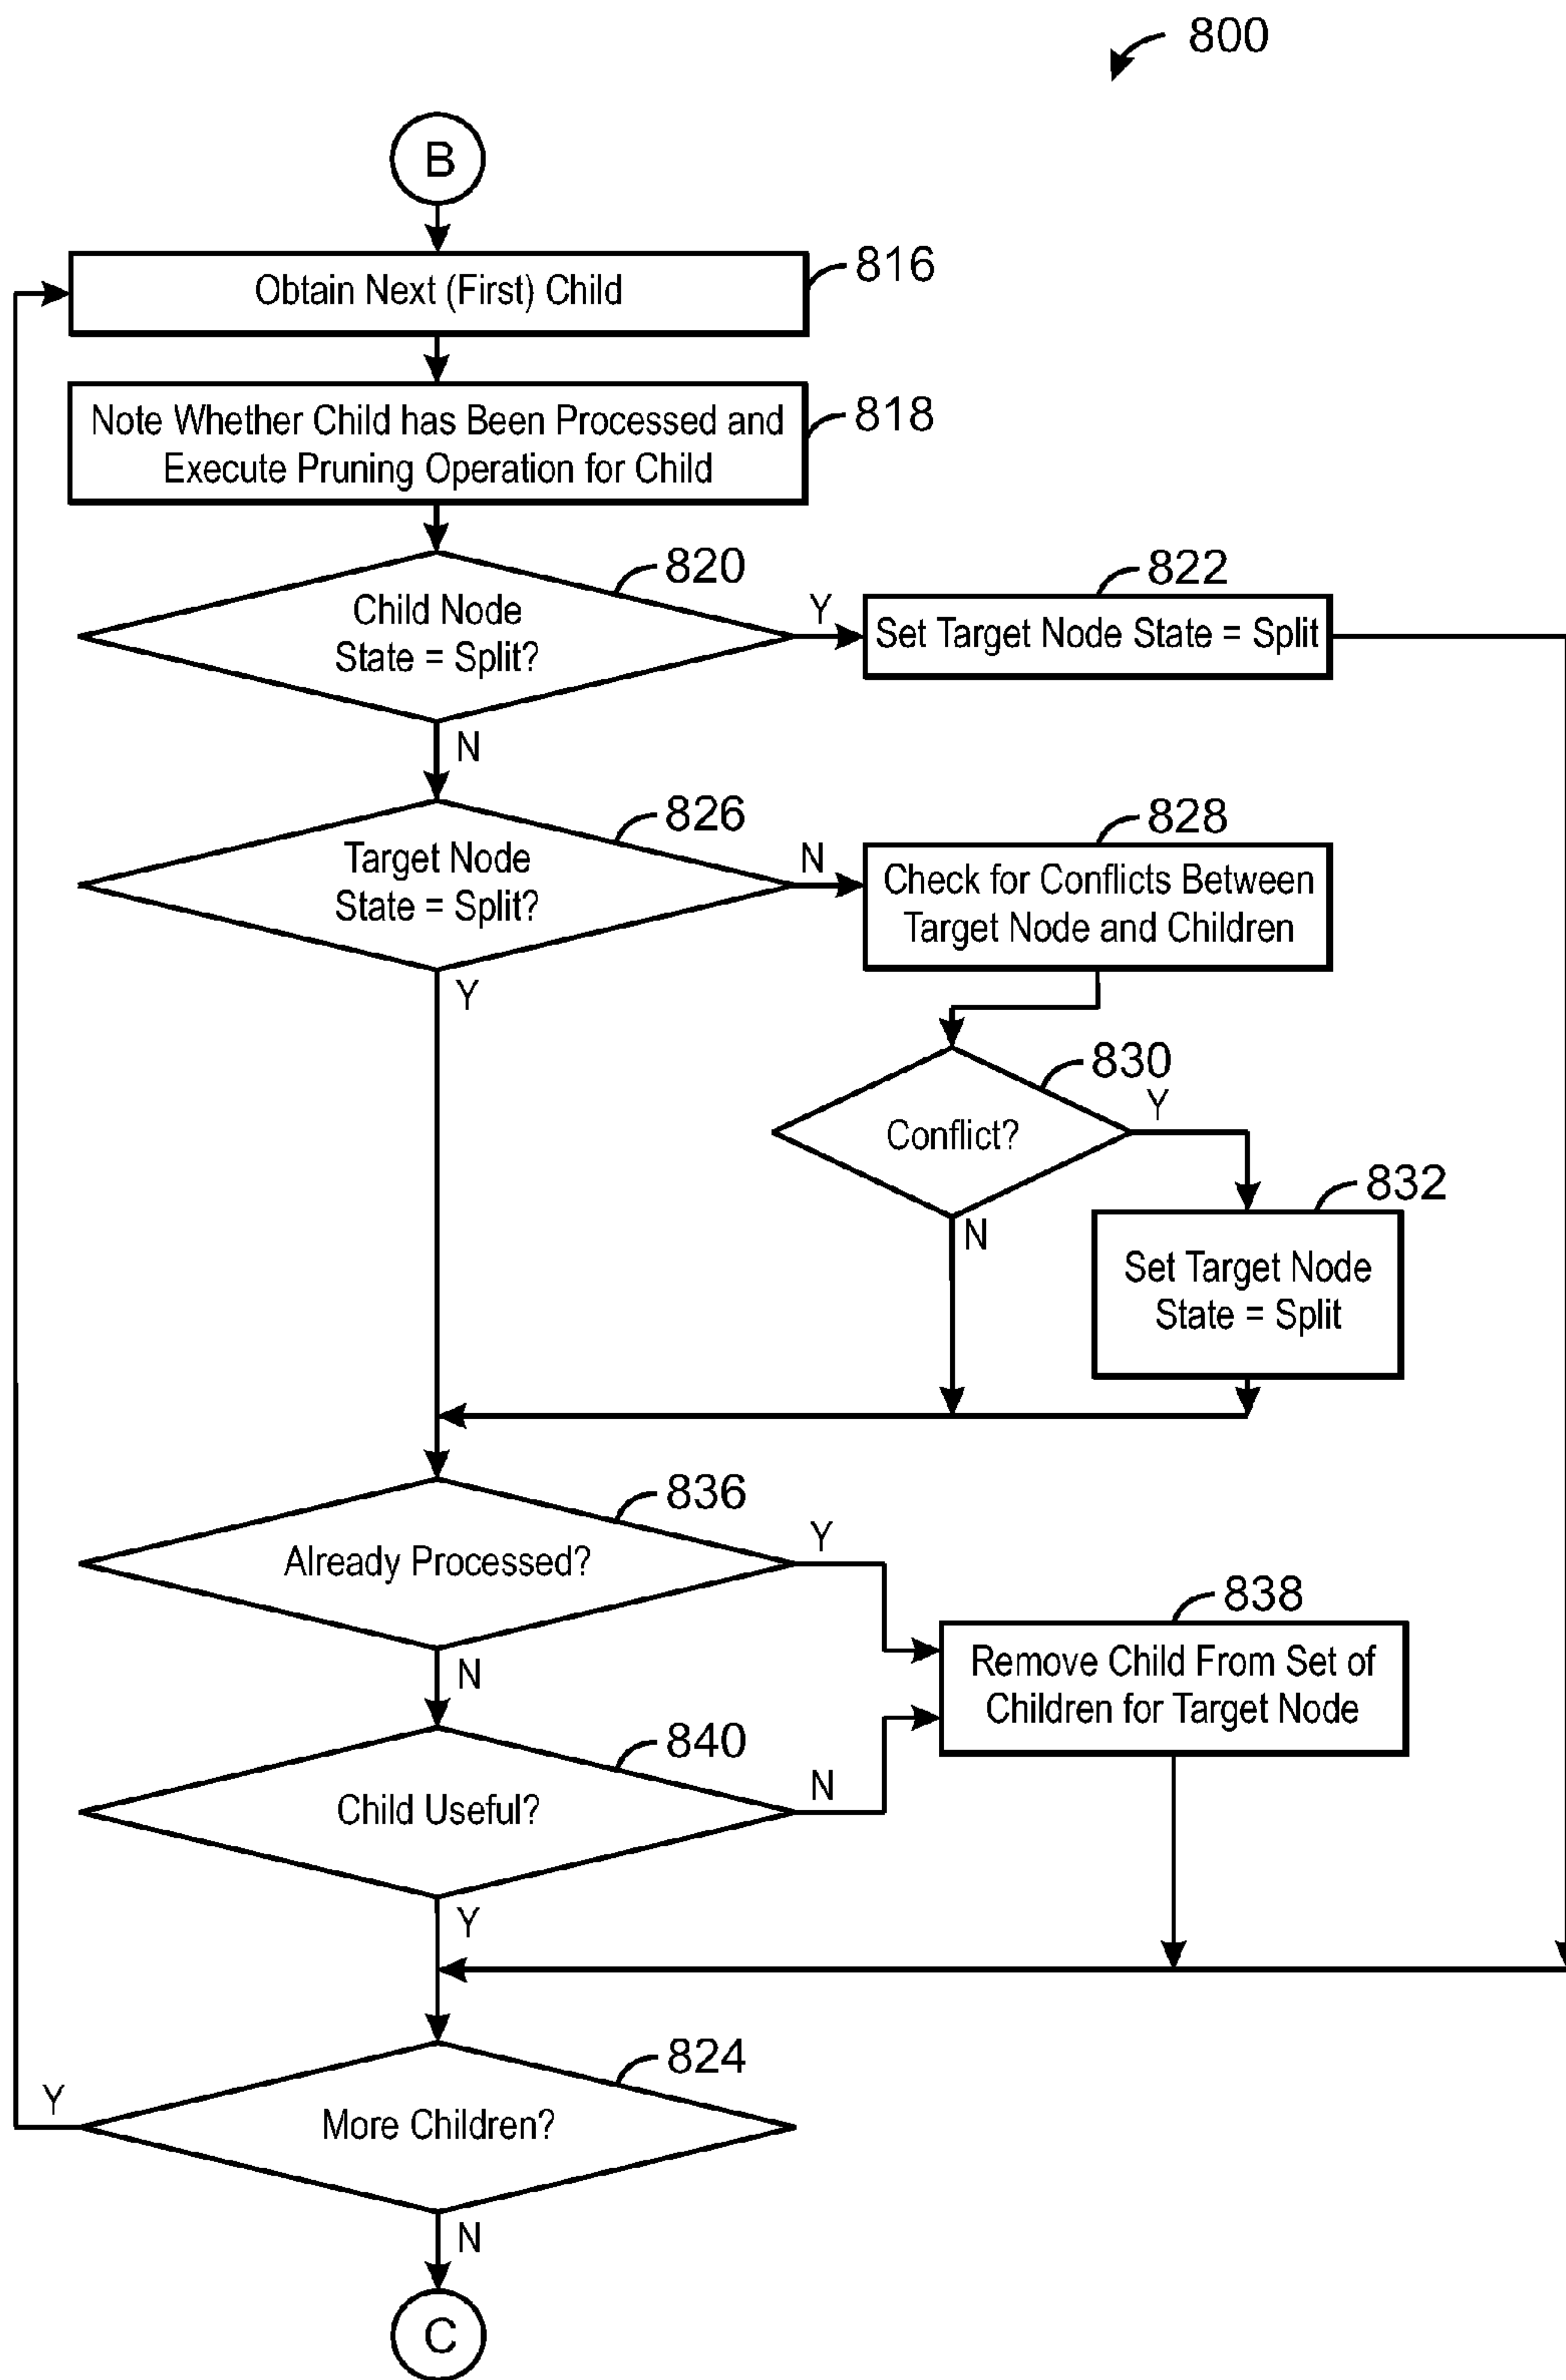 800
B
Obtain Next (First) Child
816
Note Whether Child has Been Processed and
Execute Pruning Operation for Child
818
Child Node
State = Split?
820
Y
N
Set Target Node State = Split
822
Target Node
State = Split?
826
N
Y
Check for Conflicts Between
Target Node and Children
828
Conflict?
830
Y
N
Set Target Node
State = Split
832
Already Processed?
836
Y
N
Remove Child From Set of
Children for Target Node
838
Child Useful?
840
N
Y
More Children?
824
Y
N
C